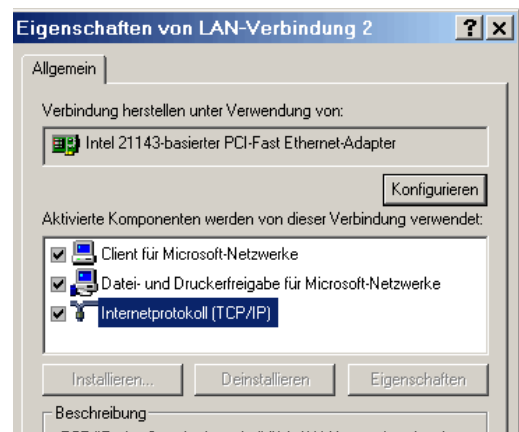 Eigenschaften von LAN-Verbindung 2
Allgemein
Verbindung herstellen unter Verwendung von:
Intel 21143-basierter PCI-Fast Ethernet-Adapter
Konfigurieren
Aktivierte Komponenten werden von dieser Verbindung verwendet:
Client für Microsoft-Netzwerke
Datei- und Druckerfreigabe für Microsoft-Netzwerke
Internetprotokoll (TCP/IP)
Installieren... Deinstallieren Eigenschaften
Beschreibung